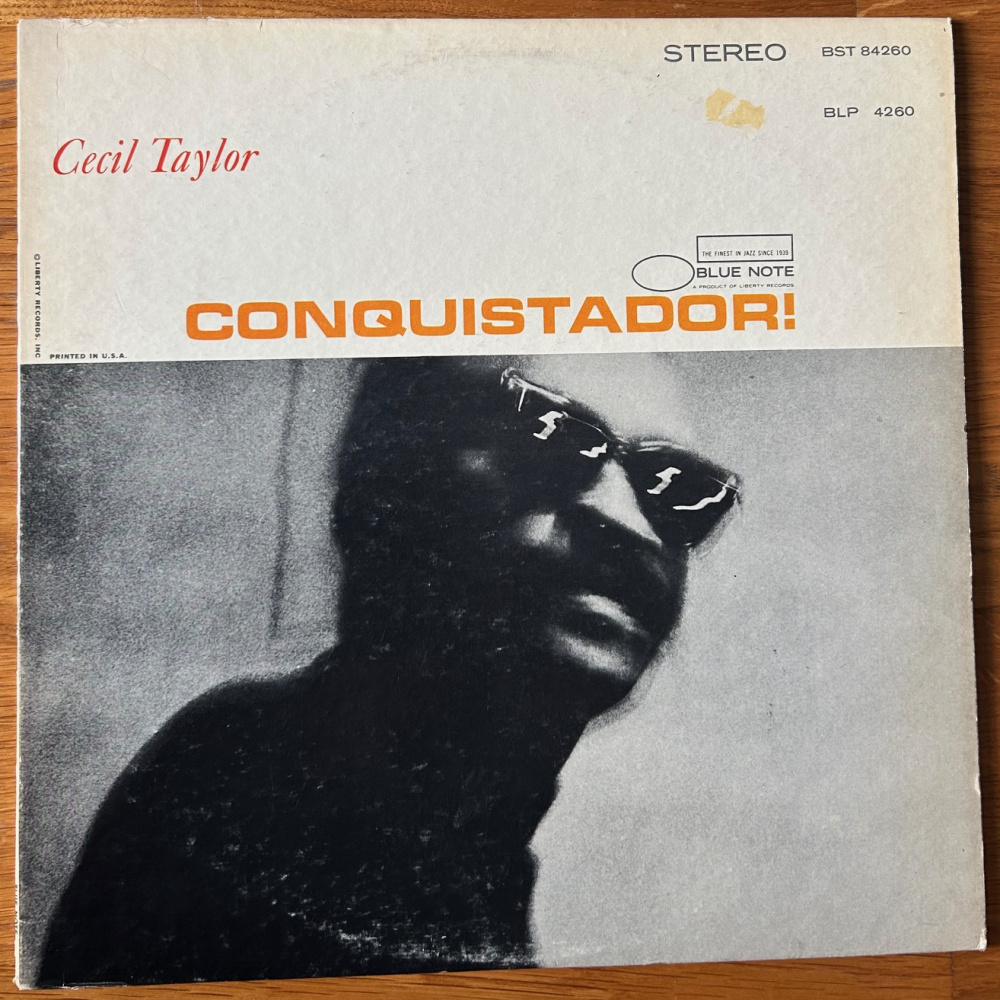 STEREO BST 84260
BLP 4260
Cecil Taylor
THE FINEST IN JAZZ SINCE 1939
BLUE NOTE
A PRODUCT OF LIBERTY RECORDS
CONQUISTADOR!
© LIBERTY RECORDS, INC
PRINTED IN U.S.A.